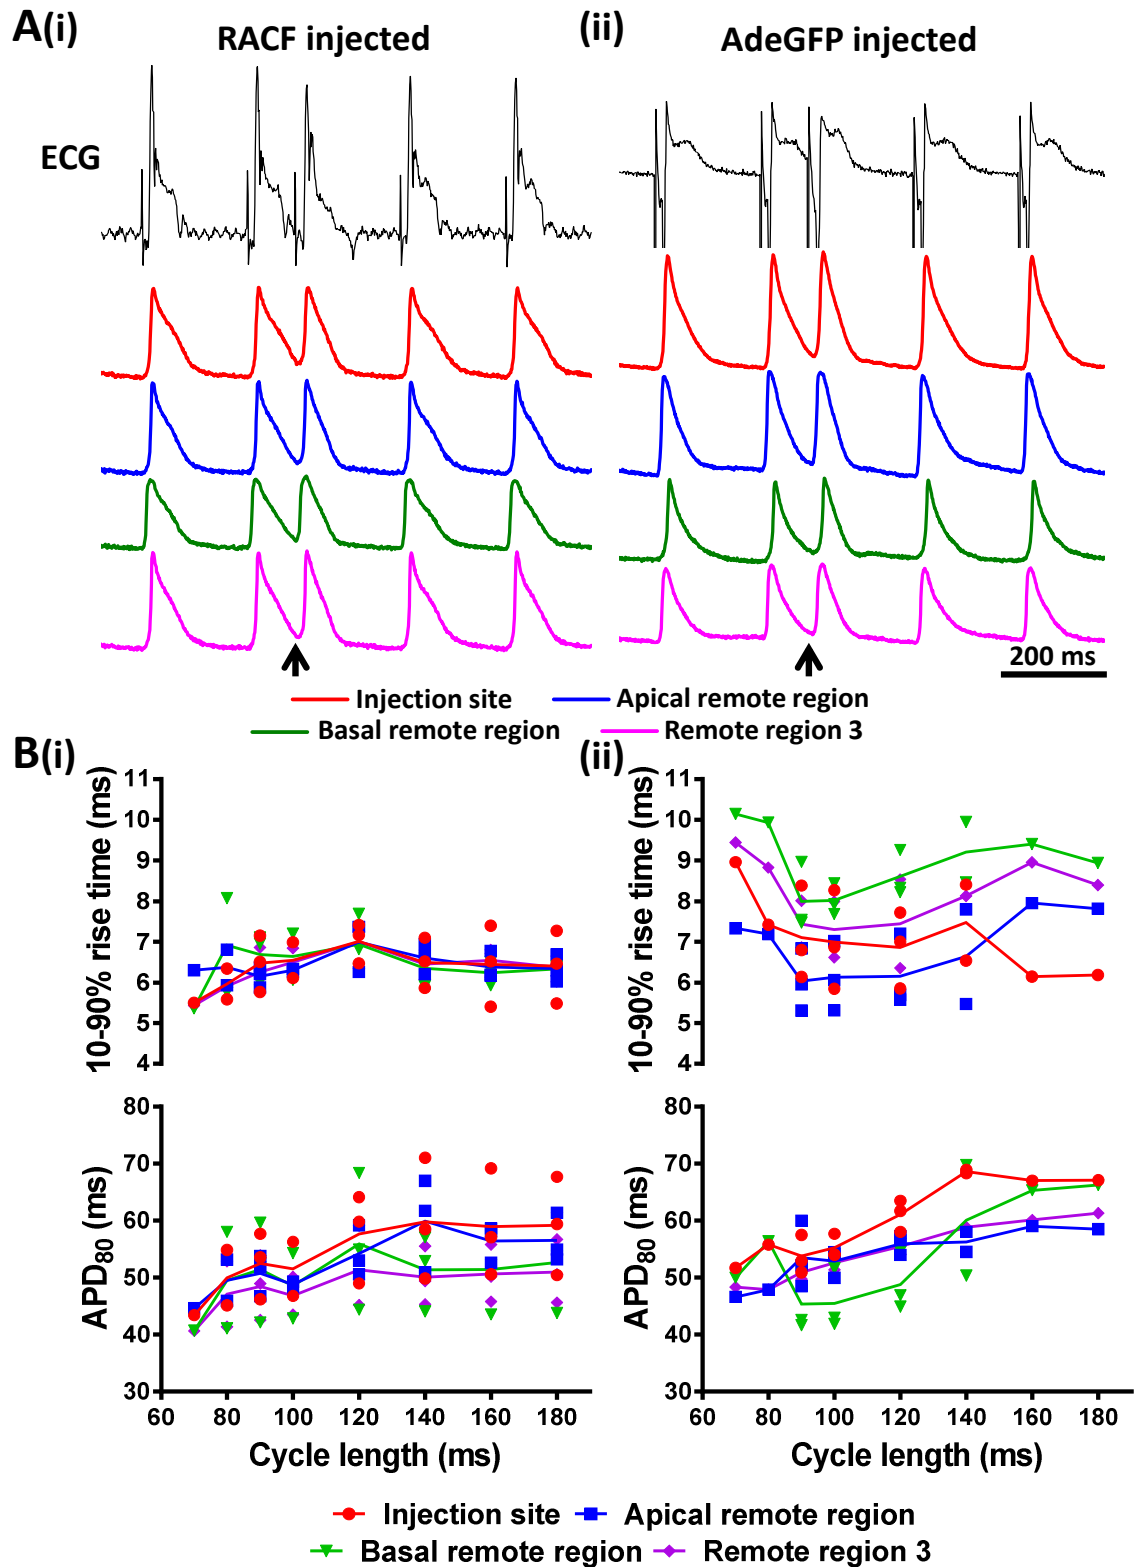 A(i)
RACF injected
(ii)
AdeGFP injected
ECG
200 ms
Injection site
Apical remote region
Basal remote region
Remote region 3
B(i)
(ii)
10-90% rise time (ms)
11
10
9
8
7
6
5
4
11
10
9
8
7
6
5
4
APD80 (ms)
80
70
60
50
40
30
80
70
60
50
40
30
60 80 100 120 140 160 180
60 80 100 120 140 160 180
Cycle length (ms)
Cycle length (ms)
10-90% rise time (ms)
APD80 (ms)
Injection site
Apical remote region
Basal remote region
Remote region 3